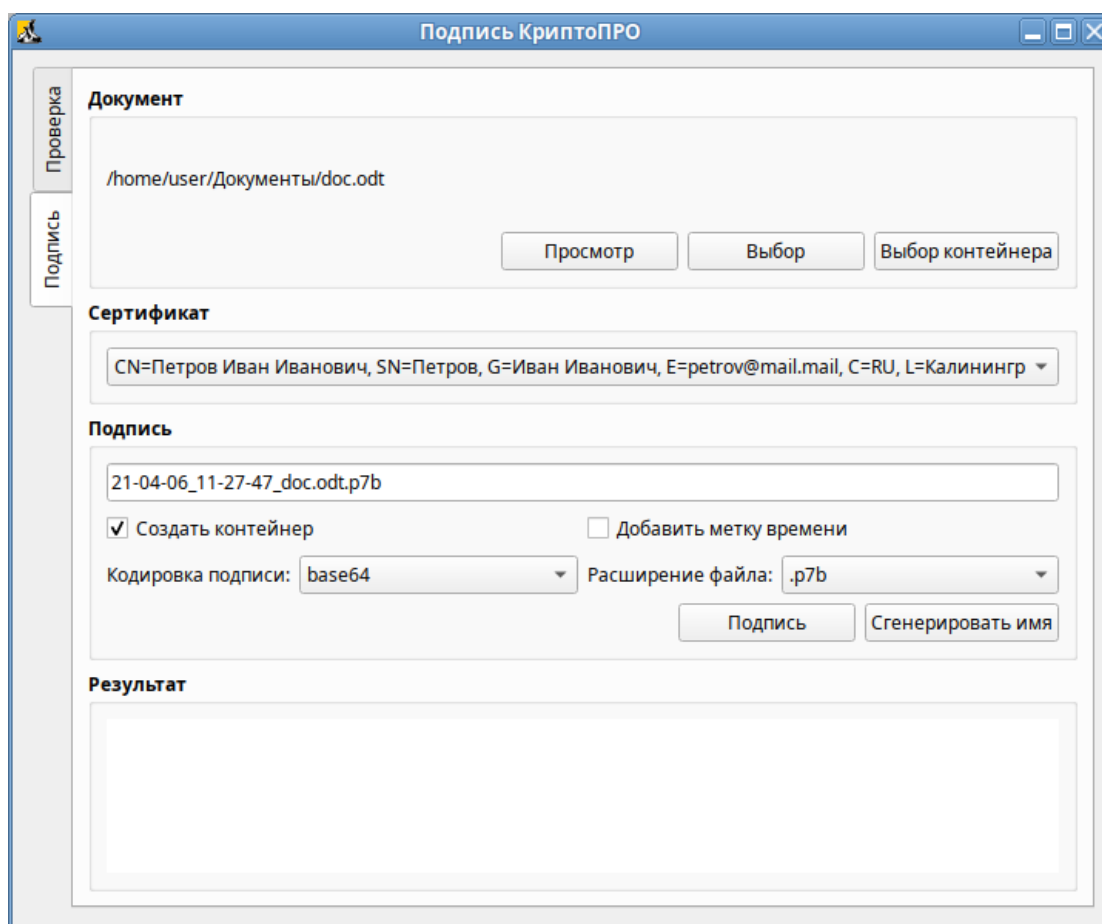 Подпись КриптоПРО
Проверка
Подпись
Документ
/home/user/Документы/doc.odt
Просмотр Выбор Выбор контейнера
Сертификат
CN=Петров Иван Иванович, SN=Петров, G=Иван Иванович, E=petrov@mail.mail, C=RU, L=Калинингр
Подпись
21-04-06_11-27-47_doc.odt.p7b
Создать контейнер Добавить метку времени
Кодировка подписи: base64 Расширение файла: .p7b
Подпись Сгенерировать имя
Результат